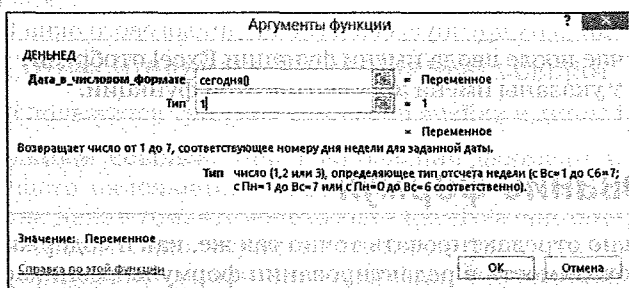 Аргументы функции ?
ДЕНЬНЕД
Дата_в_числовом_формате сегодня() = Переменное
Тип 1 = 1
= Переменное
Возвращает число от 1 до 7, соответствующее номеру дня недели для заданной даты.
Тип число (1,2 или 3), определяющее тип отсчета недели (с Вс=1 до Сб=7;
с Пн=1 до Вс=7 или с Пн=0 до Вс=6 соответственно).
Значение: Переменное
Справка по этой функции OK Отмена